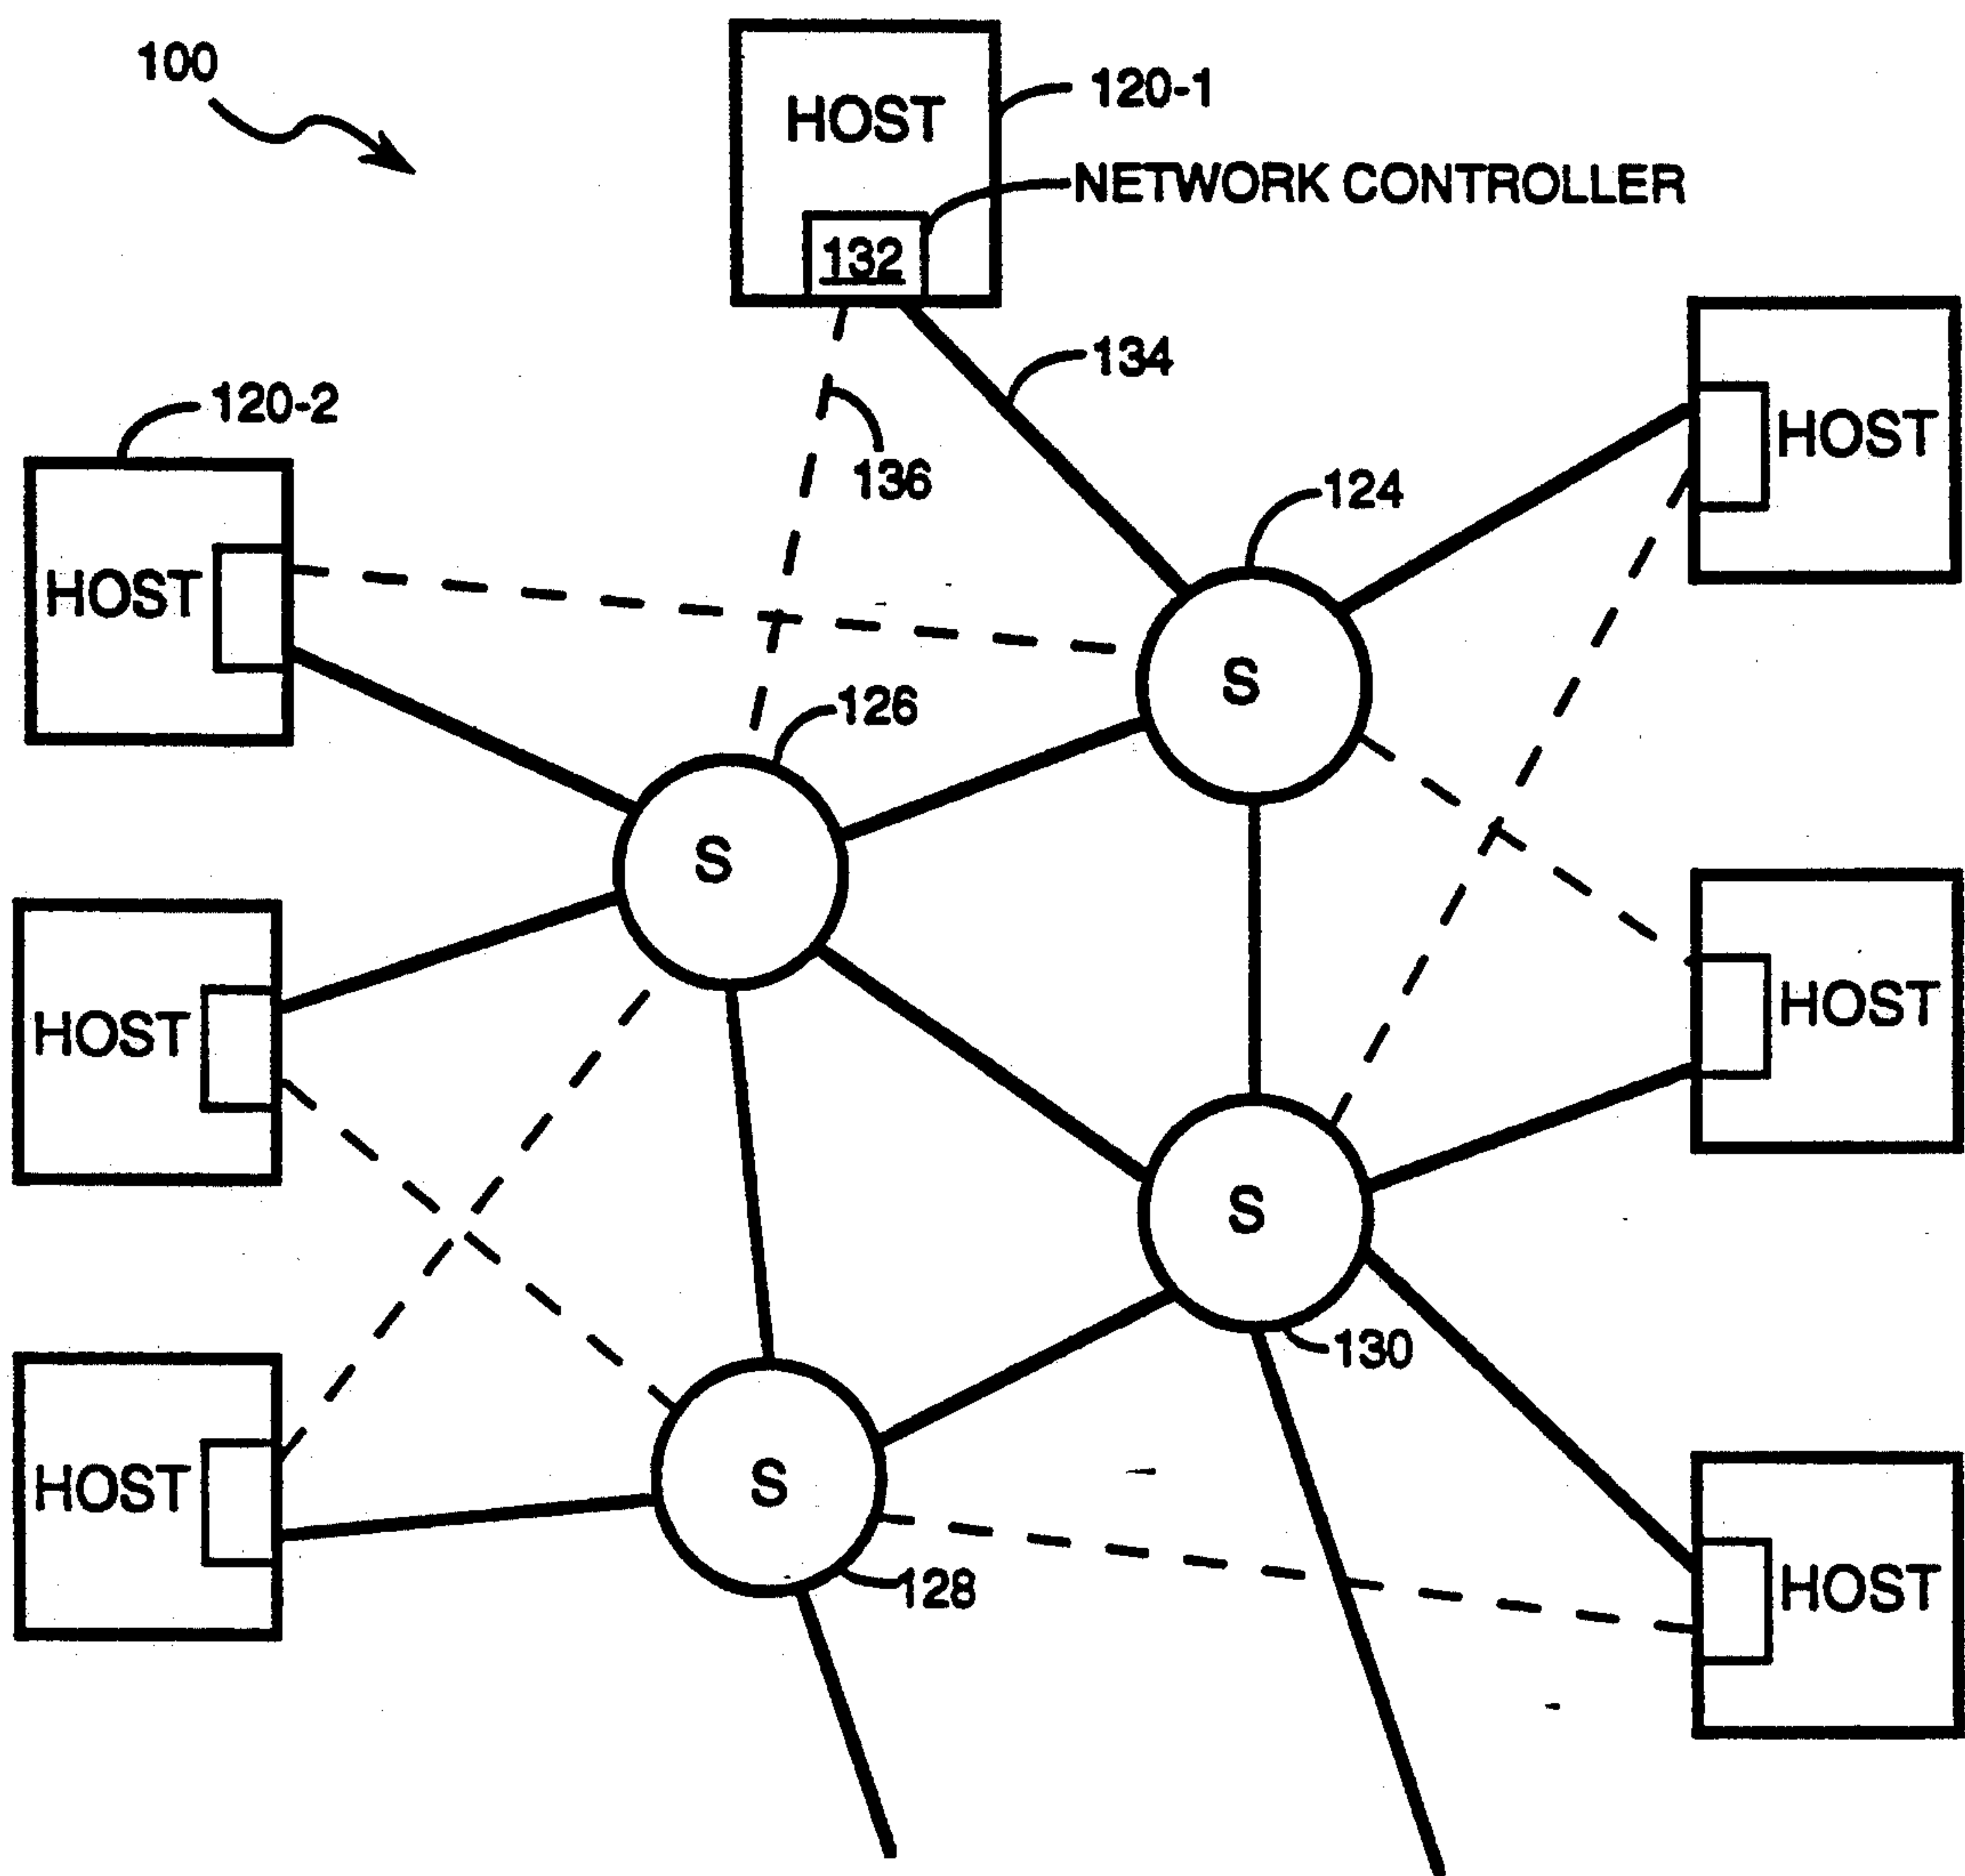 100
HOST
120-1
NETWORK CONTROLLER
132
134
120-2
HOST
136
124
HOST
S
126
S
HOST
HOST
S
130
HOST
S
128
HOST